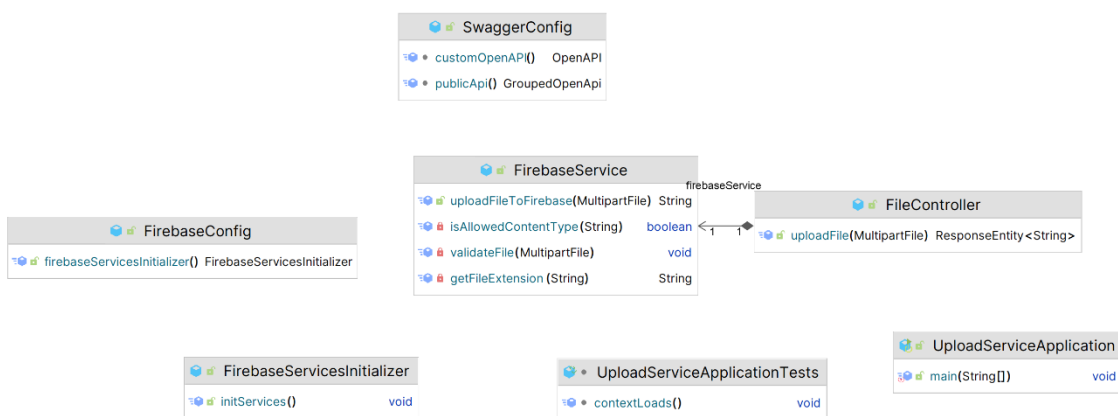 SwaggerConfig
customOpenAPI() OpenAPI
publicApi() GroupedOpenApi
FirebaseService
uploadFileToFirebase(MultipartFile) String
isAllowedContentType(String) boolean
validateFile(MultipartFile) void
getFileExtension(String) String
firebaseService
1 1
FileController
uploadFile(MultipartFile) ResponseEntity<String>
FirebaseConfig
firebaseServicesInitializer() FirebaseServicesInitializer
UploadServiceApplication
main(String[]) void
FirebaseServicesInitializer
initServices() void
UploadServiceApplicationTests
contextLoads() void